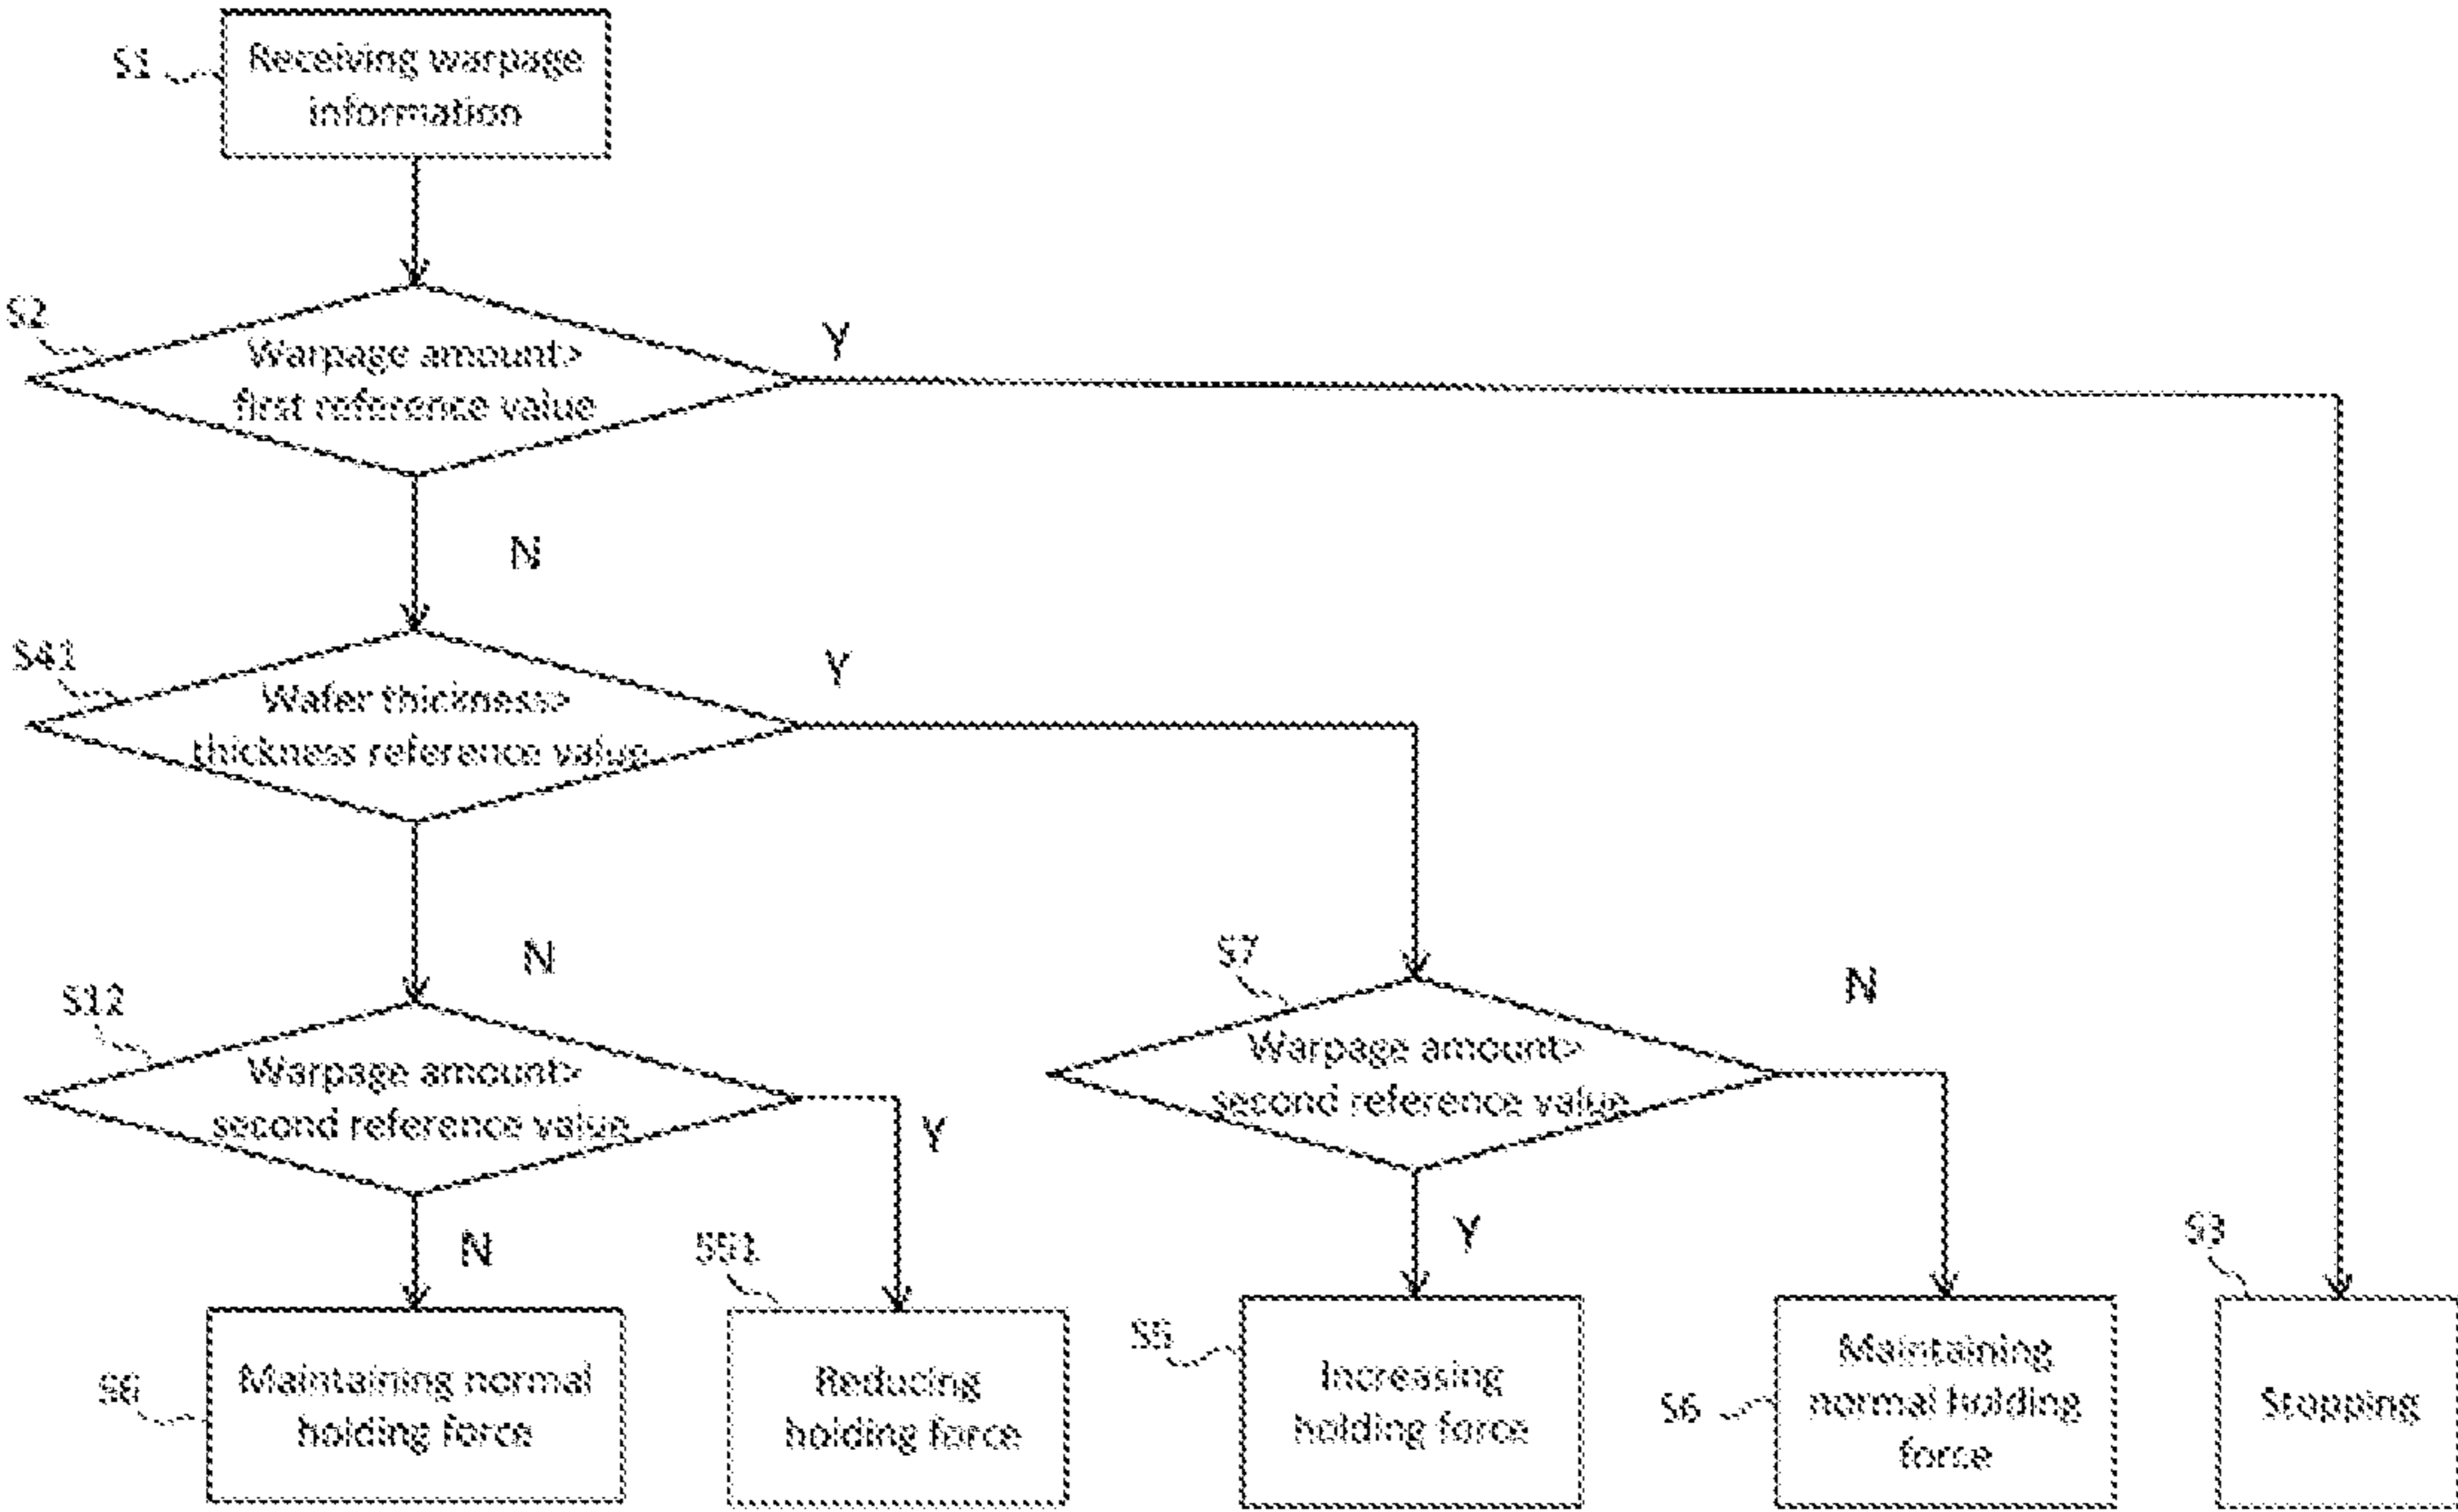 S1
Receiving warpage
information
S2
Warpage amount>
first reference value
Y
N
S41
Wafer thickness>
thickness reference value
Y
N
S12
Warpage amount>
second reference value
Y
N
S7
Warpage amount>
second reference value
N
Y
S6
Maintaining normal
holding force
S51
Reducing
holding force
S5
Increasing
holding force
S6
Maintaining
normal holding
force
S3
Stopping